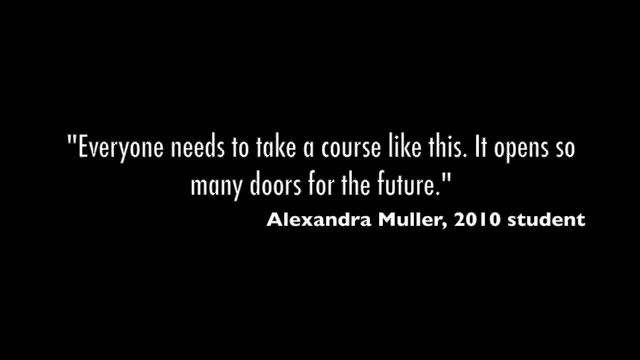 "Everyone needs to take a course like this. It opens so
many doors for the future."
Alexandra Muller, 2010 student